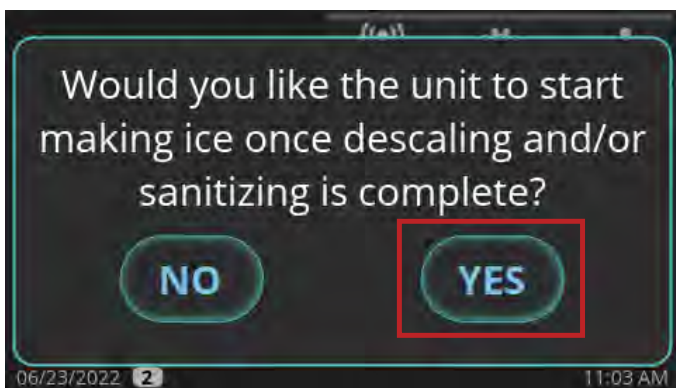 Would you like the unit to start
making ice once descaling and/or
sanitizing is complete?
NO YES
06/23/2022 2 11:03 AM